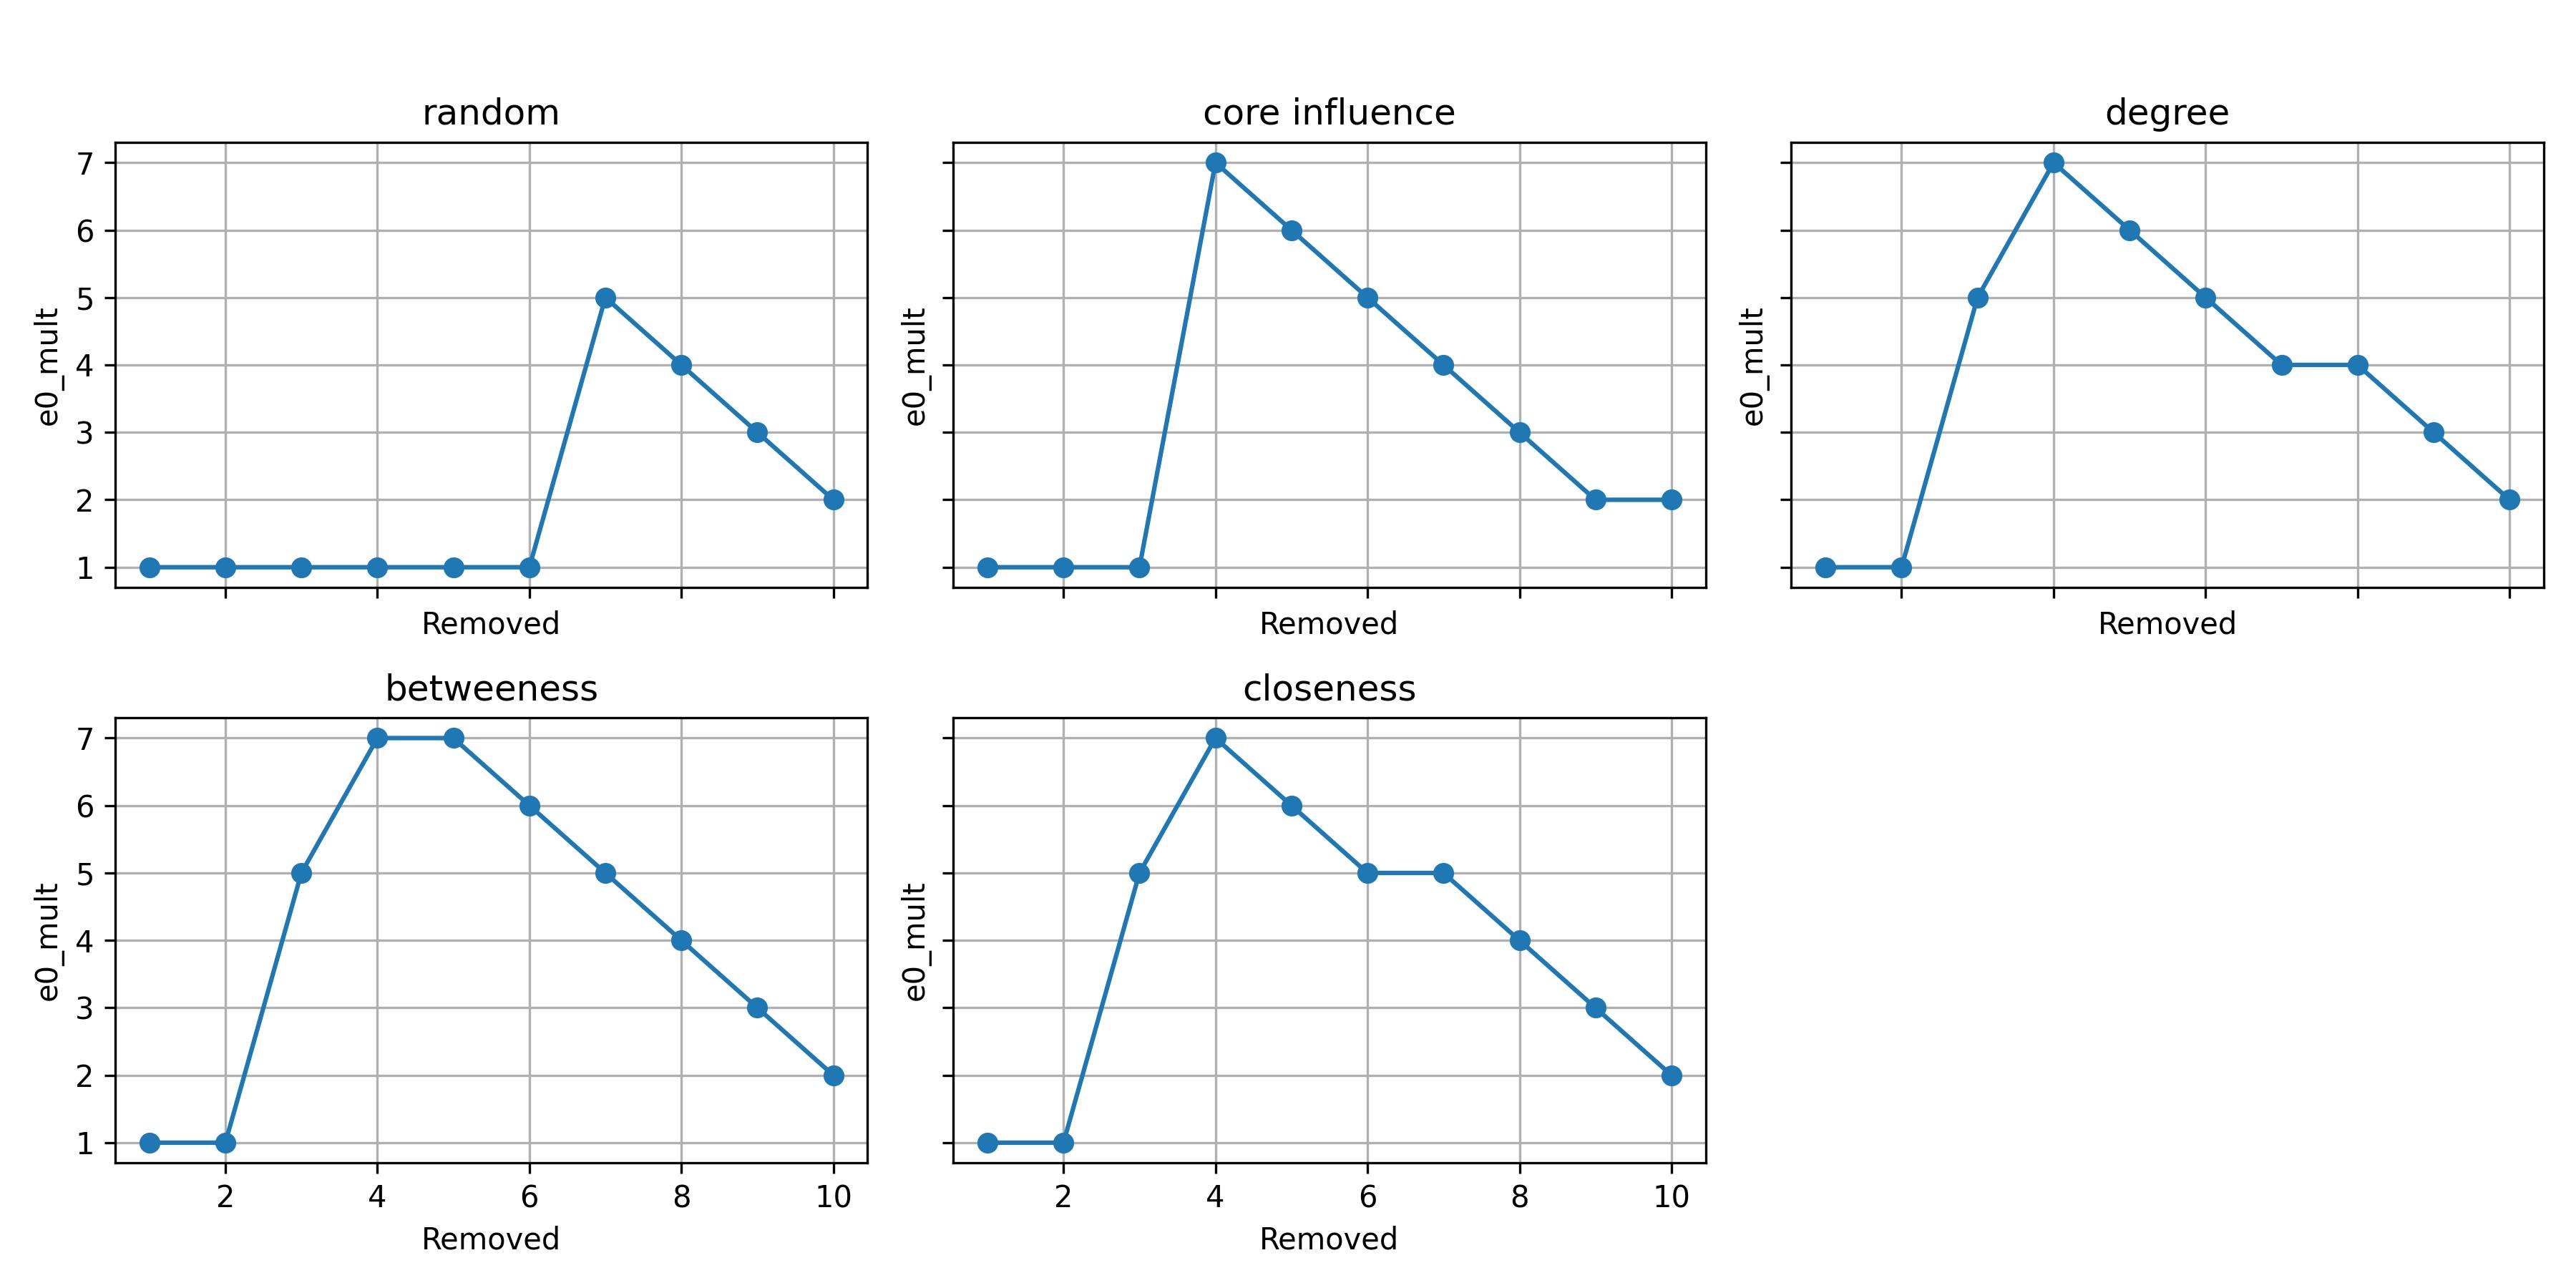 random
core influence
degree
7
6
5
4
3
2
1
e0_mult
e0_mult
e0_mult
Removed
Removed
Removed
betweeness
closeness
7
6
5
4
3
2
1
e0_mult
e0_mult
2 4 6 8 10
2 4 6 8 10
Removed
Removed